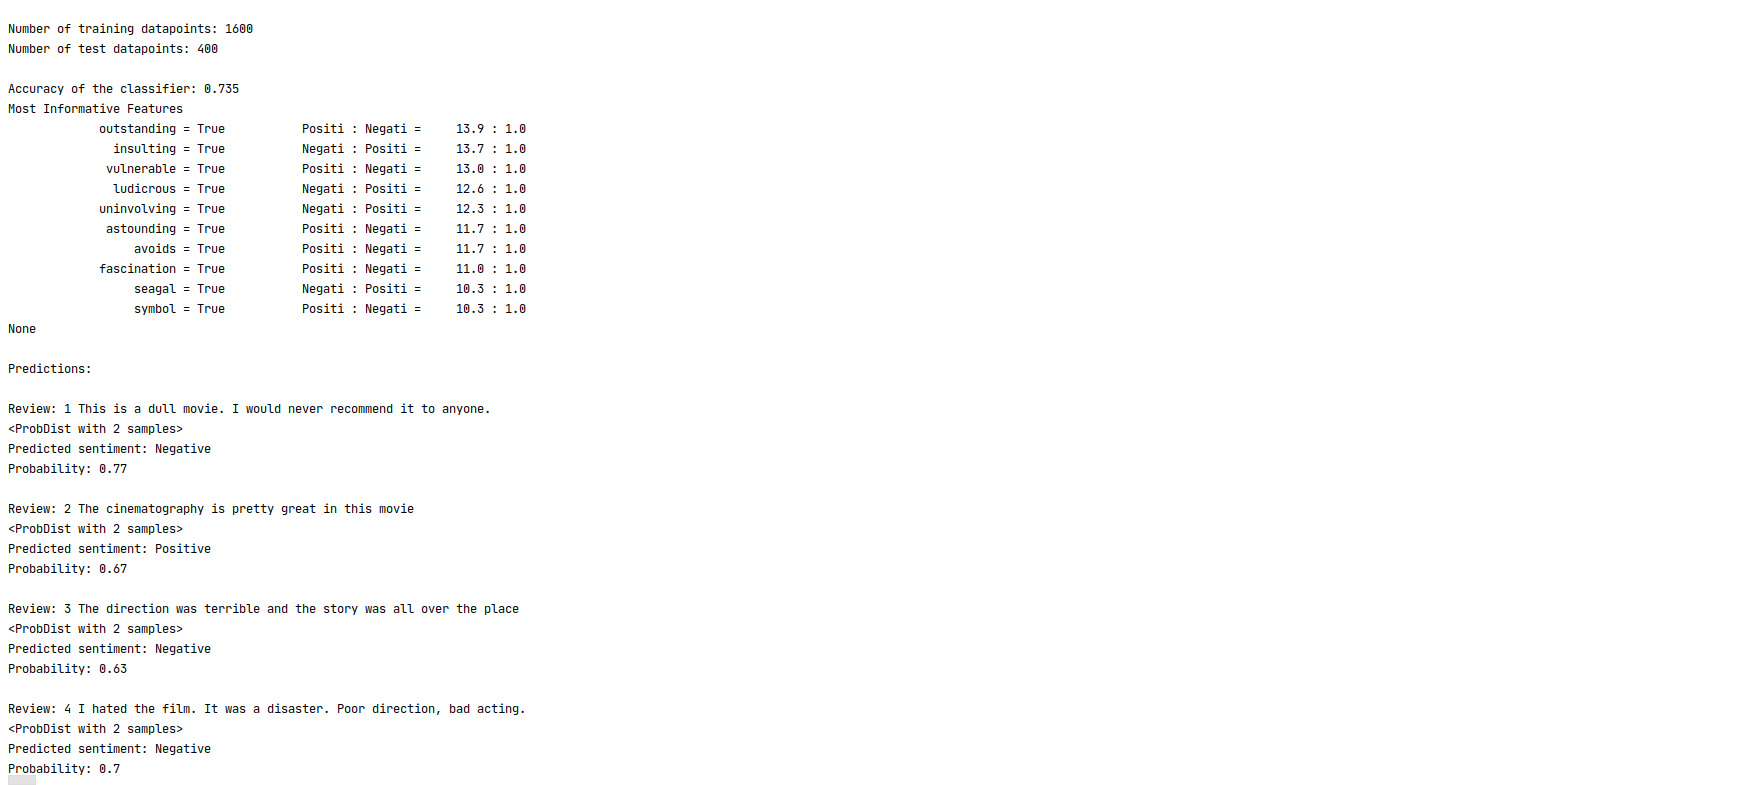 Number of training datapoints: 1600
Number of test datapoints: 400
Accuracy of the classifier: 0.735
Most Informative Features
outstanding = True Positi : Negati = 13.9 : 1.0
insulting = True Negati : Positi = 13.7 : 1.0
vulnerable = True Positi : Negati = 13.0 : 1.0
ludicrous = True Negati : Positi = 12.6 : 1.0
uninvolving = True Negati : Positi = 12.3 : 1.0
astounding = True Positi : Negati = 11.7 : 1.0
avoids = True Positi : Negati = 11.7 : 1.0
fascination = True Positi : Negati = 11.0 : 1.0
seagal = True Negati : Positi = 10.3 : 1.0
symbol = True Positi : Negati = 10.3 : 1.0
None
Predictions:
Review: 1 This is a dull movie. I would never recommend it to anyone.
<ProbDist with 2 samples>
Predicted sentiment: Negative
Probability: 0.77
Review: 2 The cinematography is pretty great in this movie
<ProbDist with 2 samples>
Predicted sentiment: Positive
Probability: 0.67
Review: 3 The direction was terrible and the story was all over the place
<ProbDist with 2 samples>
Predicted sentiment: Negative
Probability: 0.63
Review: 4 I hated the film. It was a disaster. Poor direction, bad acting.
<ProbDist with 2 samples>
Predicted sentiment: Negative
Probability: 0.7